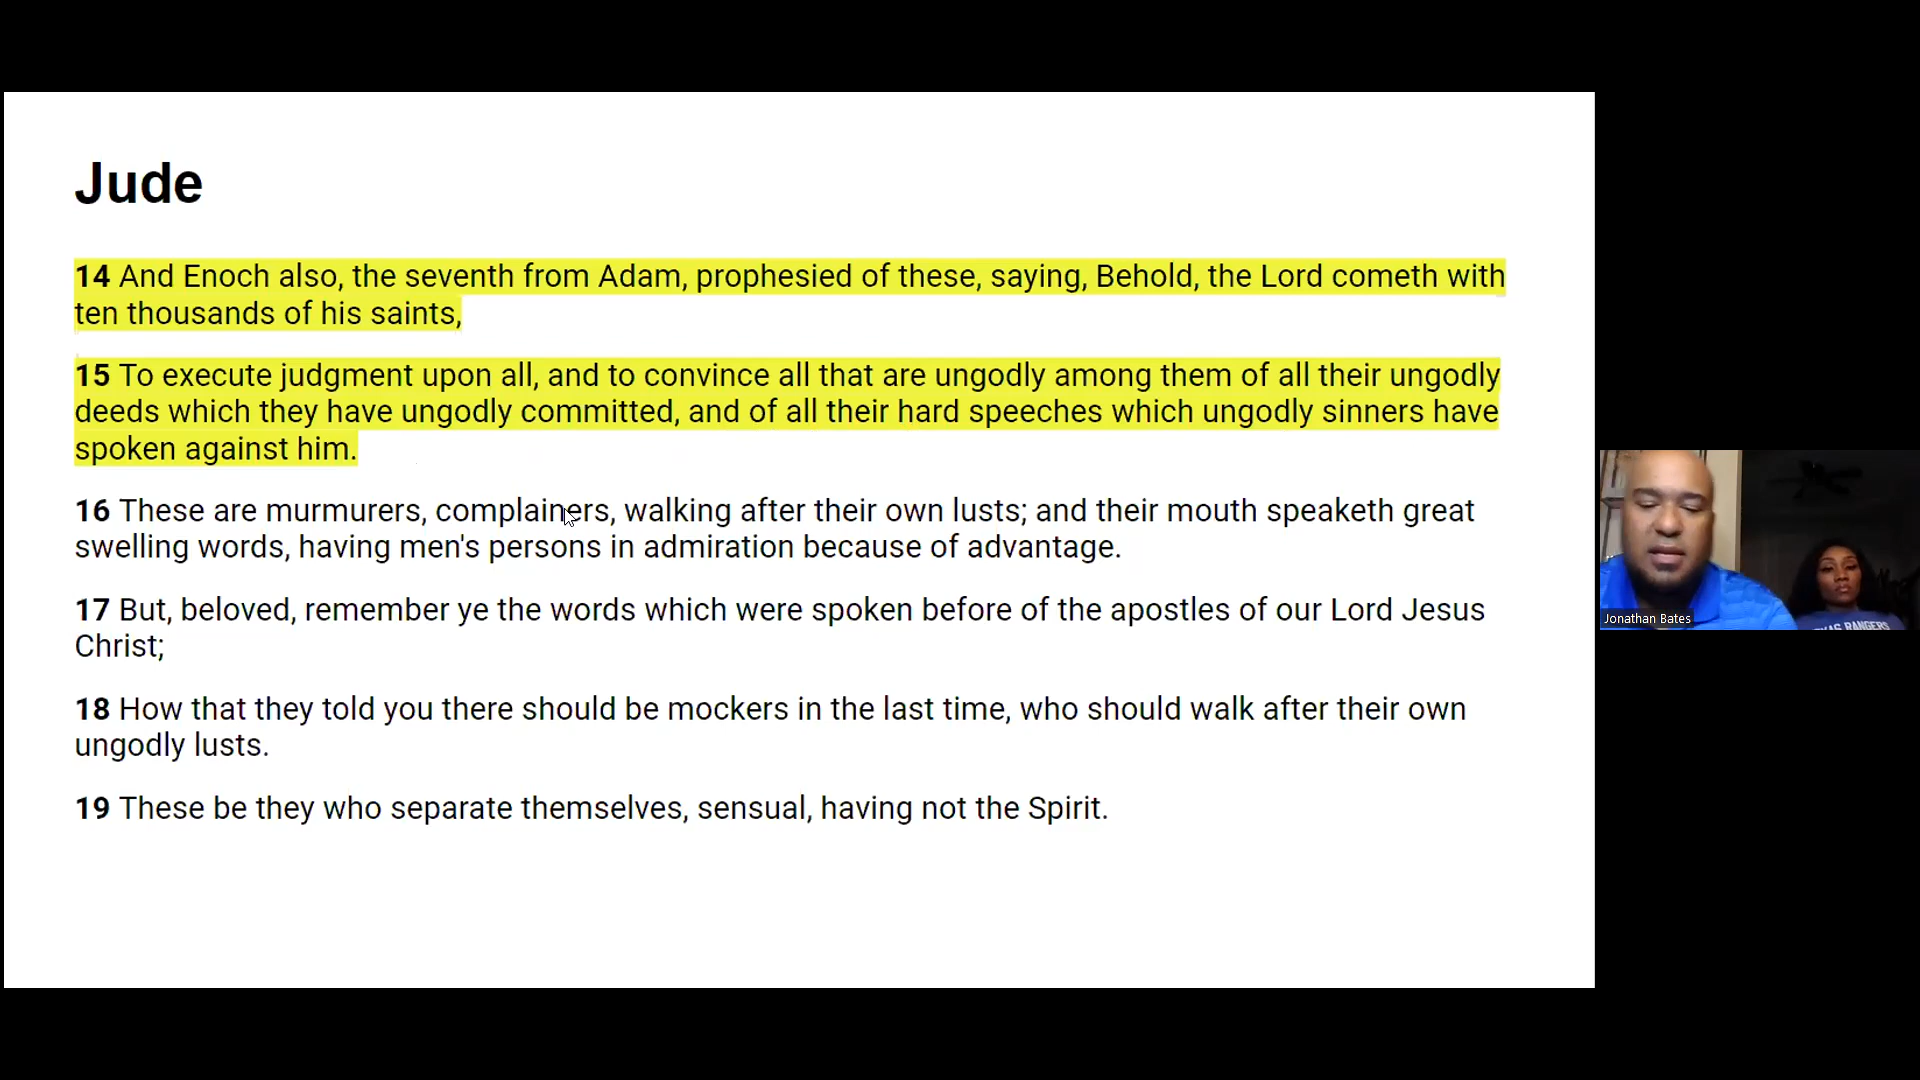 Jude
14 And Enoch also, the seventh from Adam, prophesied of these, saying, Behold, the Lord cometh with
ten thousands of his saints,
15 To execute judgment upon all, and to convince all that are ungodly among them of all their ungodly
deeds which they have ungodly committed, and of all their hard speeches which ungodly sinners have
spoken against him.
16 These are murmurers, complainers, walking after their own lusts; and their mouth speaketh great
swelling words, having men's persons in admiration because of advantage.
17 But, beloved, remember ye the words which were spoken before of the apostles of our Lord Jesus
Christ;
18 How that they told you there should be mockers in the last time, who should walk after their own
ungodly lusts.
19 These be they who separate themselves, sensual, having not the Spirit.
Jonathan Bates
RANGERS